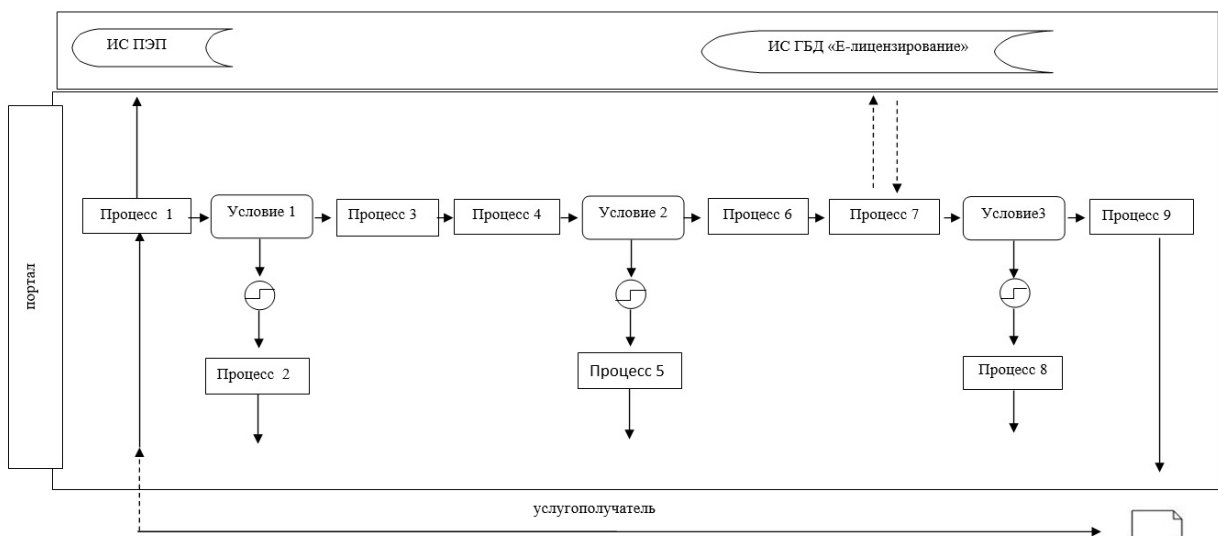 ИС ПЭП
ИС ГБД «Е-лицензирование»
портал
Процесс 1
Условие 1
Процесс 3
Процесс 4
Условие 2
Процесс 6
Процесс 7
Условие3
Процесс 9
Процесс 2
Процесс 5
Процесс 8
услугополучатель